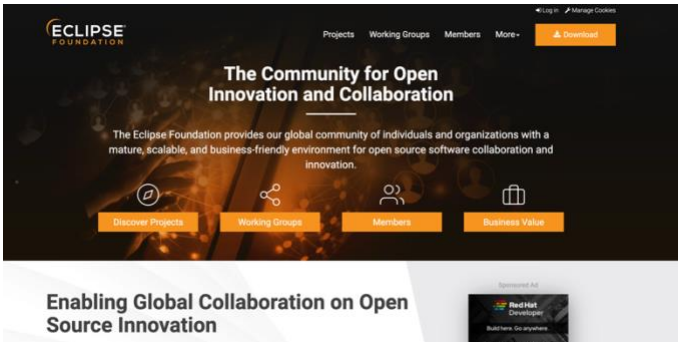 Log in Manage Cookies
ECLIPSE
FOUNDATION
Projects Working Groups Members More Download
The Community for Open
Innovation and Collaboration
The Eclipse Foundation provides our global community of individuals and organizations with a
mature, scalable, and business-friendly environment for open source software collaboration and
innovation.
Discover Projects Working Groups Members Business Value
Sponsored Ad
Enabling Global Collaboration on Open
Source Innovation
Red Hat
Developer
Build here. Go anywhere.